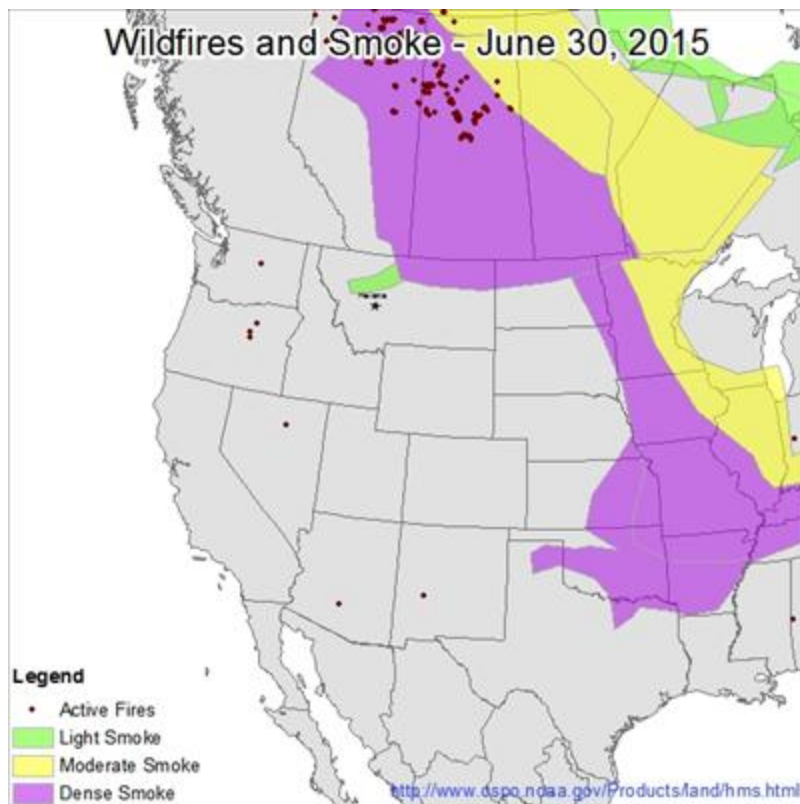 Wildfires and Smoke - June 30, 2015
Legend
Active Fires
Light Smoke
Moderate Smoke
Dense Smoke
http://www.ospo.noaa.gov/Products/land/hms.html